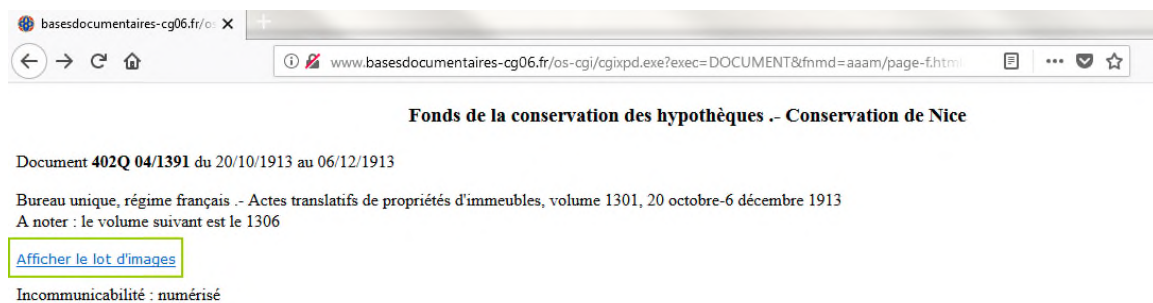 basesdocumentaires-cg06.fr/o
www.basesdocumentaires-cg06.fr/os-cgi/cgixpd.exe?exec=DOCUMENT&fnmd=aaam/page-f.htm
Fonds de la conservation des hypothèques .- Conservation de Nice
Document 402Q 04/1391 du 20/10/1913 au 06/12/1913
Bureau unique, régime français .- Actes translatifs de propriétés d'immeubles, volume 1301, 20 octobre-6 décembre 1913
A noter : le volume suivant est le 1306
Afficher le lot d'images
Incommunicabilité : numérisé